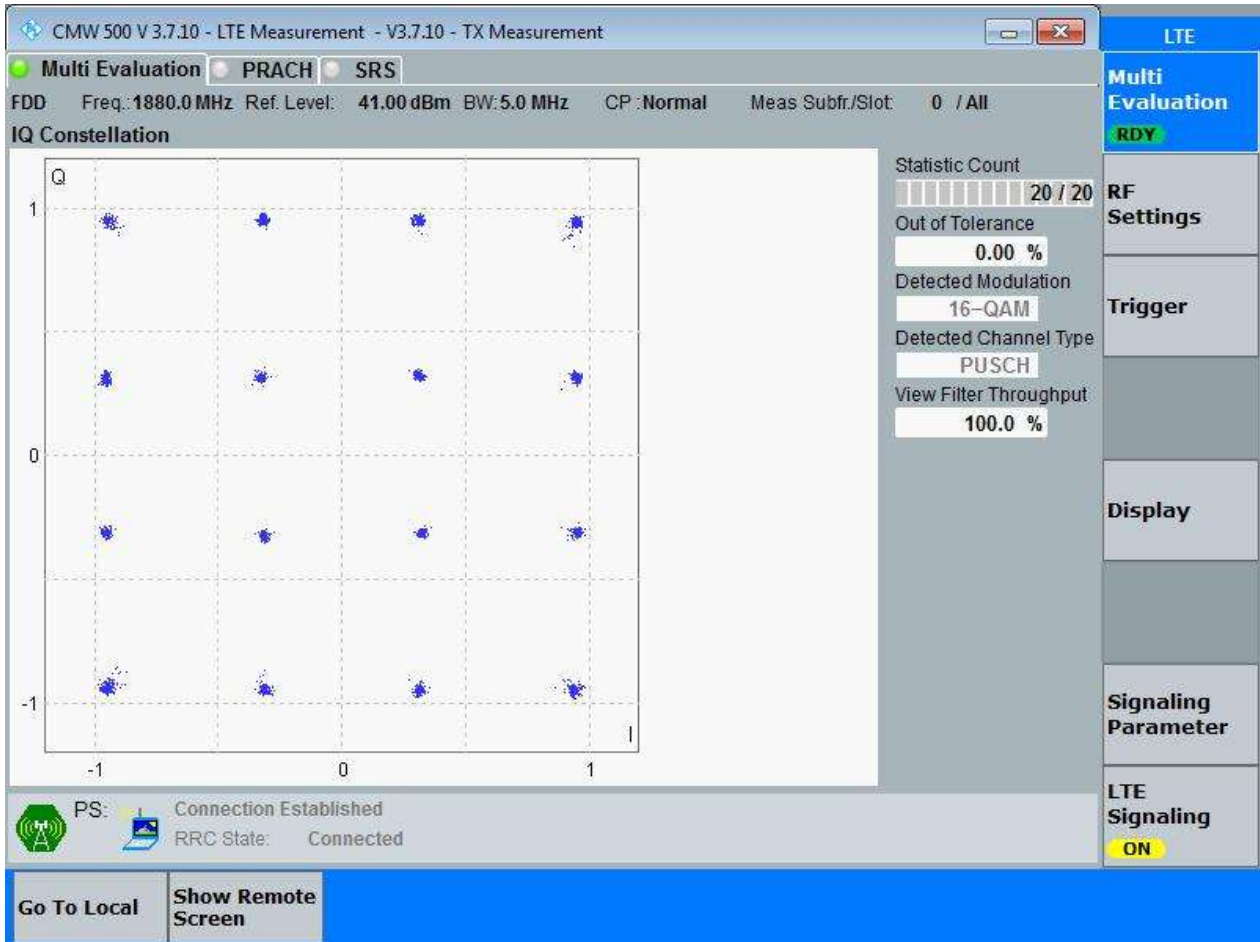 CMW 500 V 3.7.10 - LTE Measurement - V3.7.10 - TX Measurement
LTE
Multi Evaluation PRACH SRS
FDD Freq.:1880.0 MHz Ref. Level: 41.00 dBm BW:5.0 MHz CP :Normal Meas Subfr./Slot: 0 / All
IQ Constellation
Q
1
0
-1
-1 0 1
I
Statistic Count
20 / 20
Out of Tolerance
0.00 %
Detected Modulation
16-QAM
Detected Channel Type
PUSCH
View Filter Throughput
100.0 %
Multi
Evaluation
RDY
RF
Settings
Trigger
Display
Signaling
Parameter
LTE
Signaling
ON
PS: Connection Established
RRC State: Connected
Go To Local
Show Remote
Screen